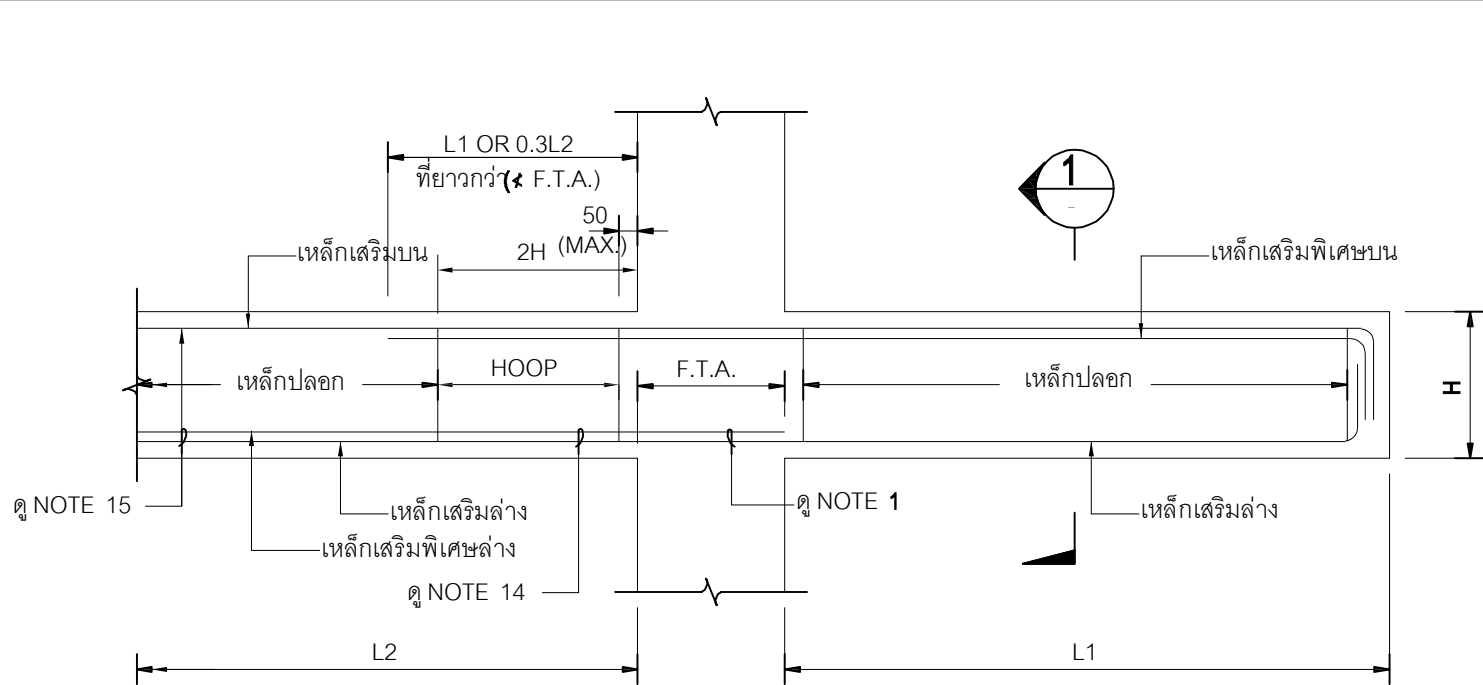 L1 OR 0.3L2
ที่ยาวกว่า(≮ F.T.A.)
50
(MAX.)
2H
1
-
เหล็กเสริมบน
เหล็กเสริมพิเศษบน
เหล็กปลอก
HOOP
F.T.A.
เหล็กปลอก
H
ดู NOTE 15
เหล็กเสริมล่าง
ดู NOTE 1
เหล็กเสริมล่าง
เหล็กเสริมพิเศษล่าง
ดู NOTE 14
L2
L1